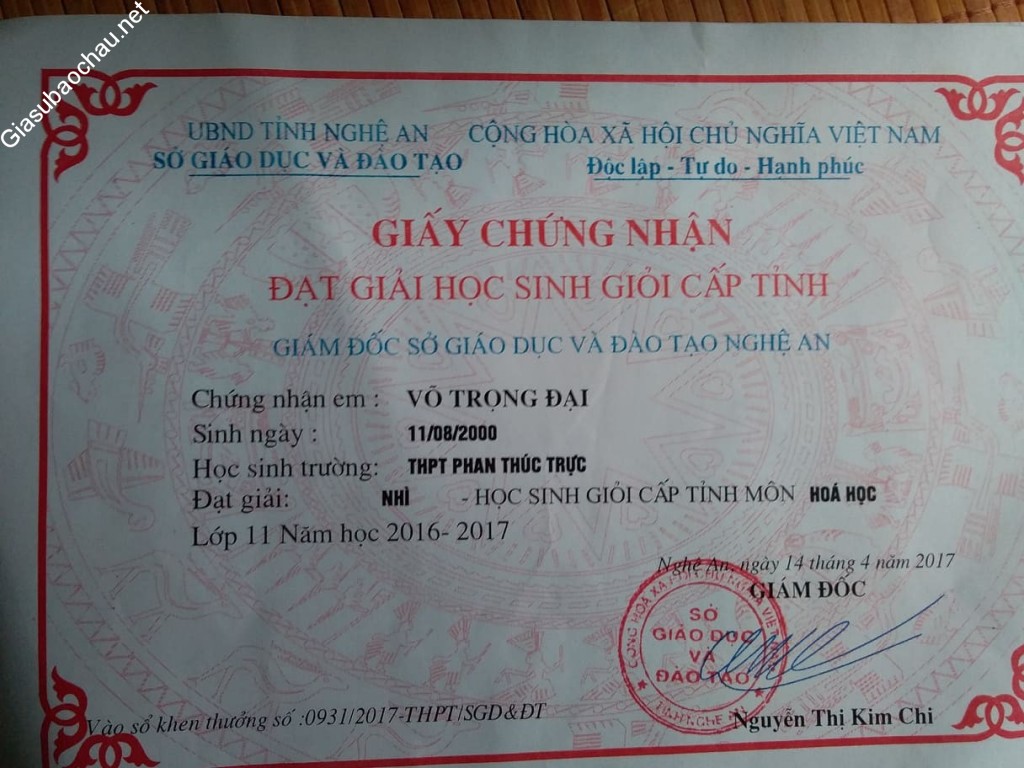 Giasubaochau.net
UBND TỈNH NGHỆ AN
SỞ GIÁO DỤC VÀ ĐÀO TẠO
CỘNG HÒA XÃ HỘI CHỦ NGHĨA VIỆT NAM
Độc lập - Tự do - Hạnh phúc
GIẤY CHỨNG NHẬN
ĐẠT GIẢI HỌC SINH GIỎI CẤP TỈNH
GIÁM ĐỐC SỞ GIÁO DỤC VÀ ĐÀO TẠO NGHỆ AN
Chứng nhận em : VÕ TRỌNG ĐẠI
Sinh ngày : 11/08/2000
Học sinh trường: THPT PHAN THÚC TRỰC
Đạt giải: NHÌ - HỌC SINH GIỎI CẤP TỈNH MÔN HOÁ HỌC
Lớp 11 Năm học 2016- 2017
Nghệ An, ngày 14 tháng 4 năm 2017
GIÁM ĐỐC
SỞ
GIÁO DỤC
VÀ
ĐÀO TẠO
Nguyễn Thị Kim Chi
Vào sổ khen thưởng số :0931/2017-THPT/SGD&ĐT